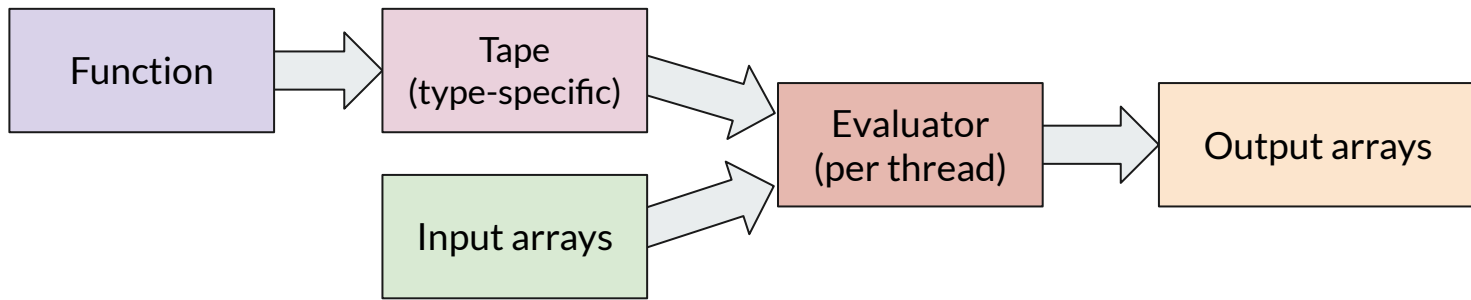 Function
Tape
(type-specific)
Input arrays
Evaluator
(per thread)
Output arrays